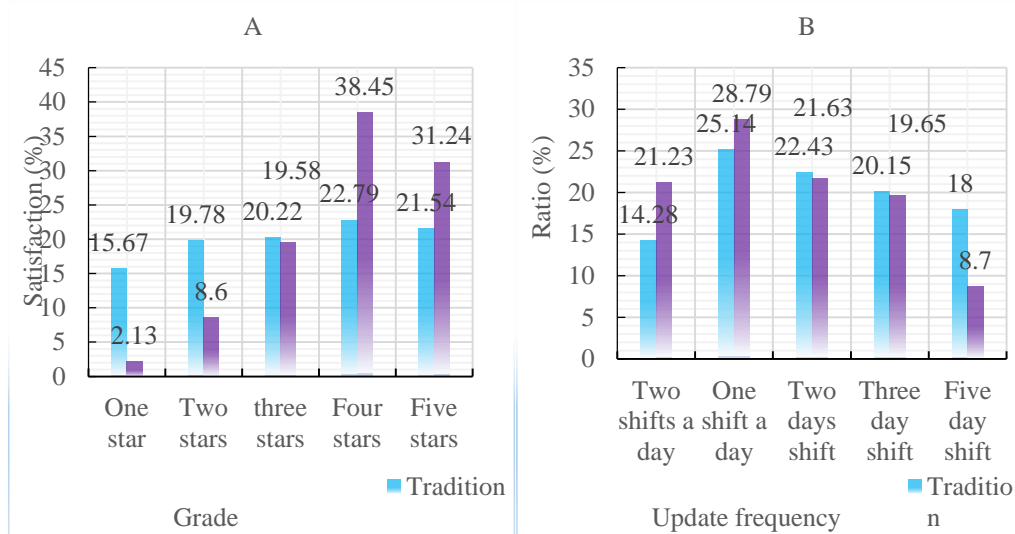 A
45
40
35
30
25
20
15
10
5
0
Satisfaction (%)
15.67
2.13
19.78
8.6
20.22
19.58
22.79
38.45
21.54
31.24
One star
Two stars
three stars
Four stars
Five stars
Tradition
Grade
B
35
30
25
20
15
10
5
0
Ratio (%)
14.28
21.23
25.14
28.79
22.43
21.63
20.15
19.65
18
8.7
Two shifts a day
One shift a day
Two days shift
Three day shift
Five day shift
Traditio
n
Update frequency